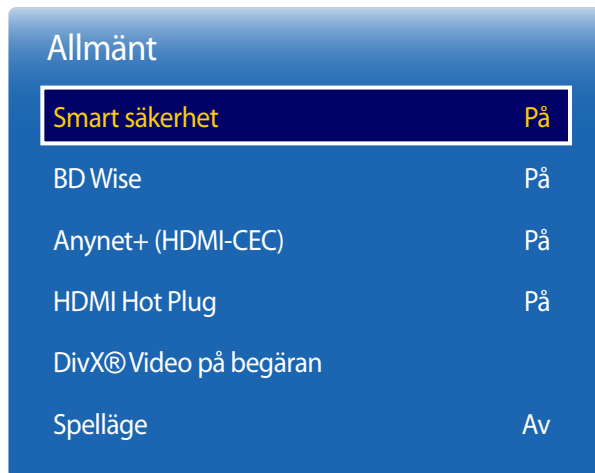 Allmänt
Smart säkerhet På
BD Wise På
Anynet+ (HDMI-CEC) På
HDMI Hot Plug På
DivX® Video på begäran
Spelläge Av